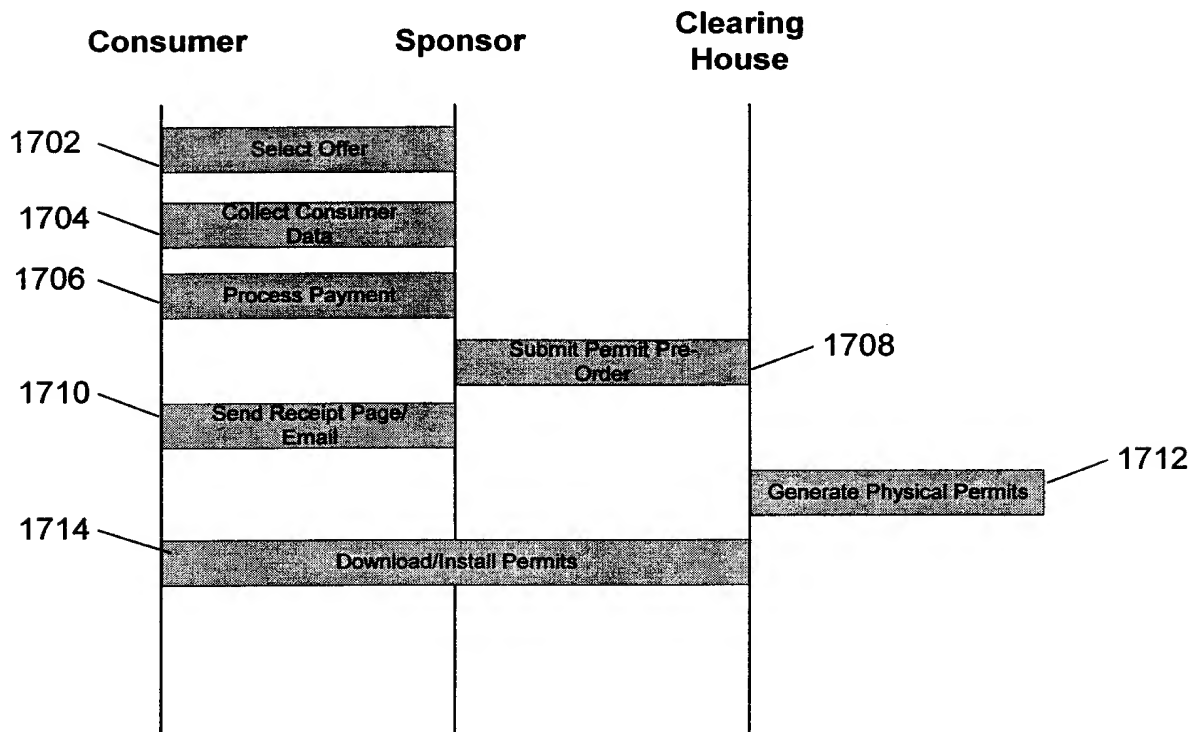 Consumer
Sponsor
Clearing
House
1702
Select Offer
1704
Collect Consumer
Data
1706
Process Payment
Submit Permit Pre-
Order
1708
1710
Send Receipt Page/
Email
1712
Generate Physical Permits
1714
Download/Install Permits